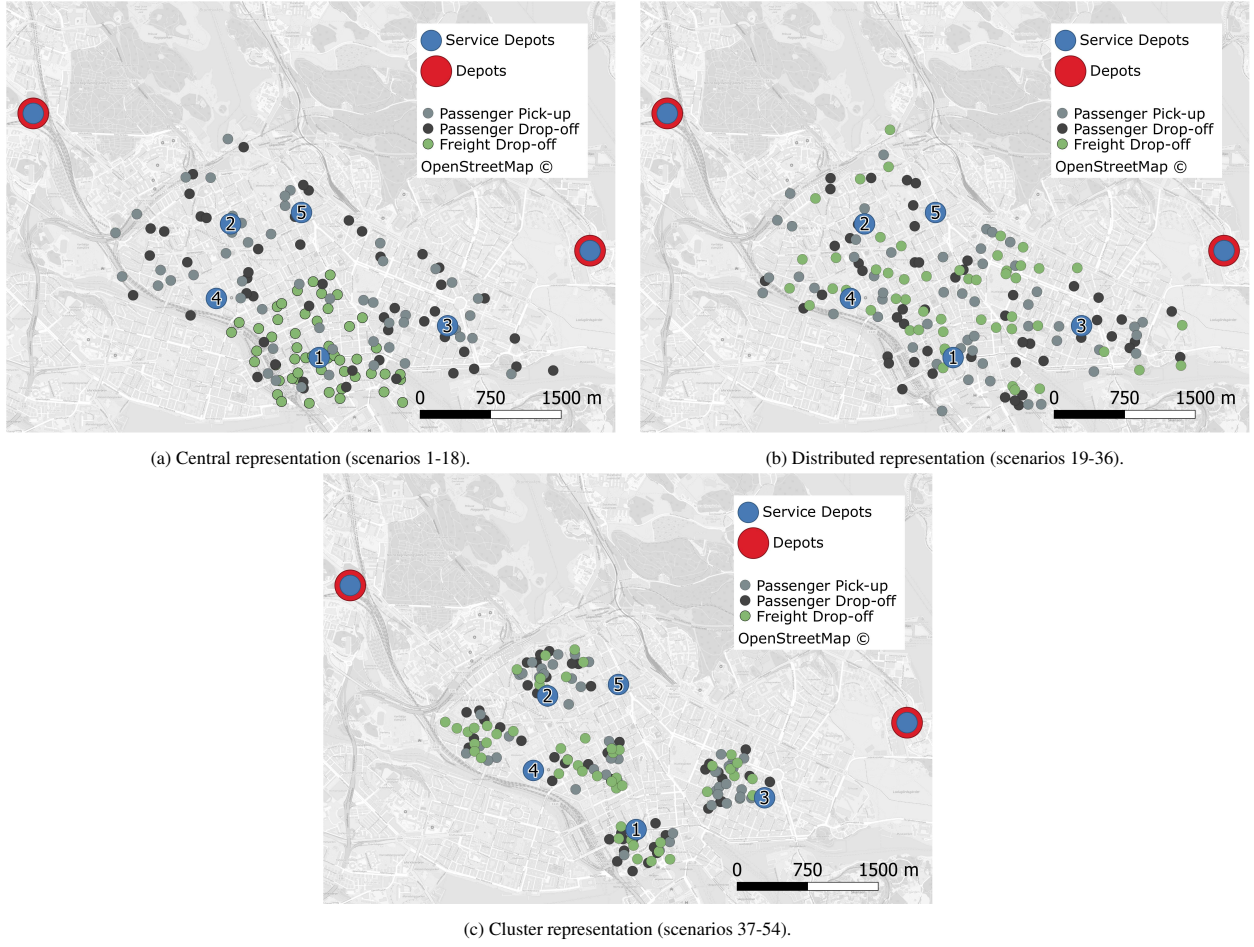 Service Depots
Depots
Passenger Pick-up
Passenger Drop-off
Freight Drop-off
OpenStreetMap ©
2
5
4
3
1
0 750 1500 m
(a) Central representation (scenarios 1-18).
Service Depots
Depots
Passenger Pick-up
Passenger Drop-off
Freight Drop-off
OpenStreetMap ©
2
5
4
3
1
0 750 1500 m
(b) Distributed representation (scenarios 19-36).
Service Depots
Depots
Passenger Pick-up
Passenger Drop-off
Freight Drop-off
OpenStreetMap ©
2
5
4
3
1
0 750 1500 m
(c) Cluster representation (scenarios 37-54).